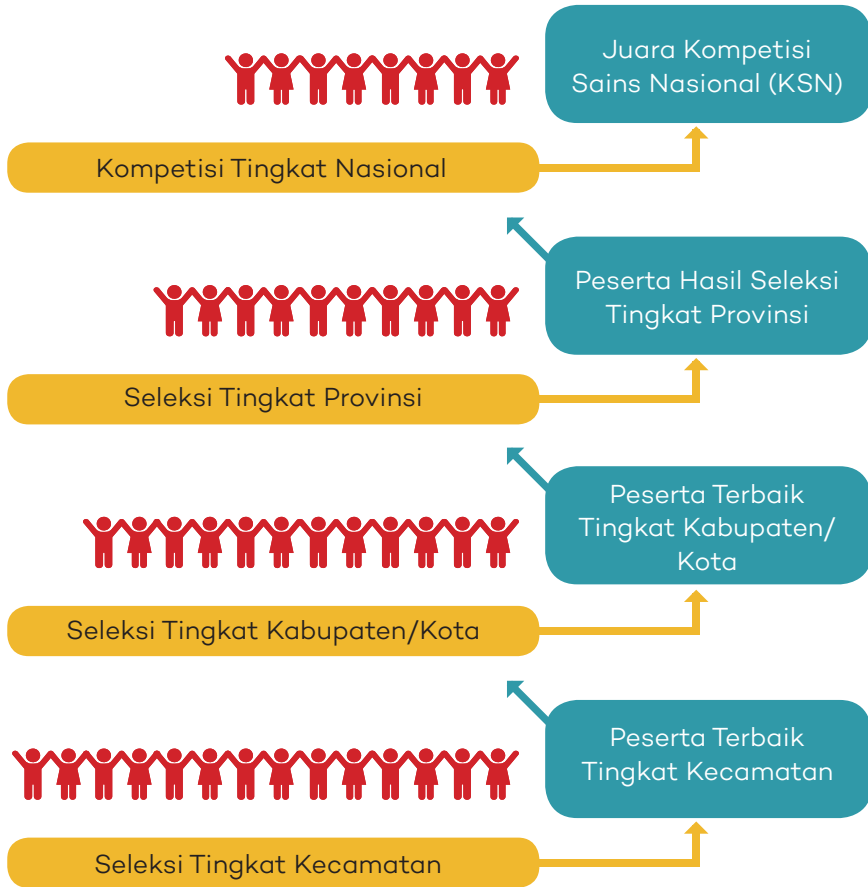 Juara Kompetisi
Sains Nasional (KSN)
Kompetisi Tingkat Nasional
Peserta Hasil Seleksi
Tingkat Provinsi
Seleksi Tingkat Provinsi
Peserta Terbaik
Tingkat Kabupaten/
Kota
Seleksi Tingkat Kabupaten/Kota
Peserta Terbaik
Tingkat Kecamatan
Seleksi Tingkat Kecamatan